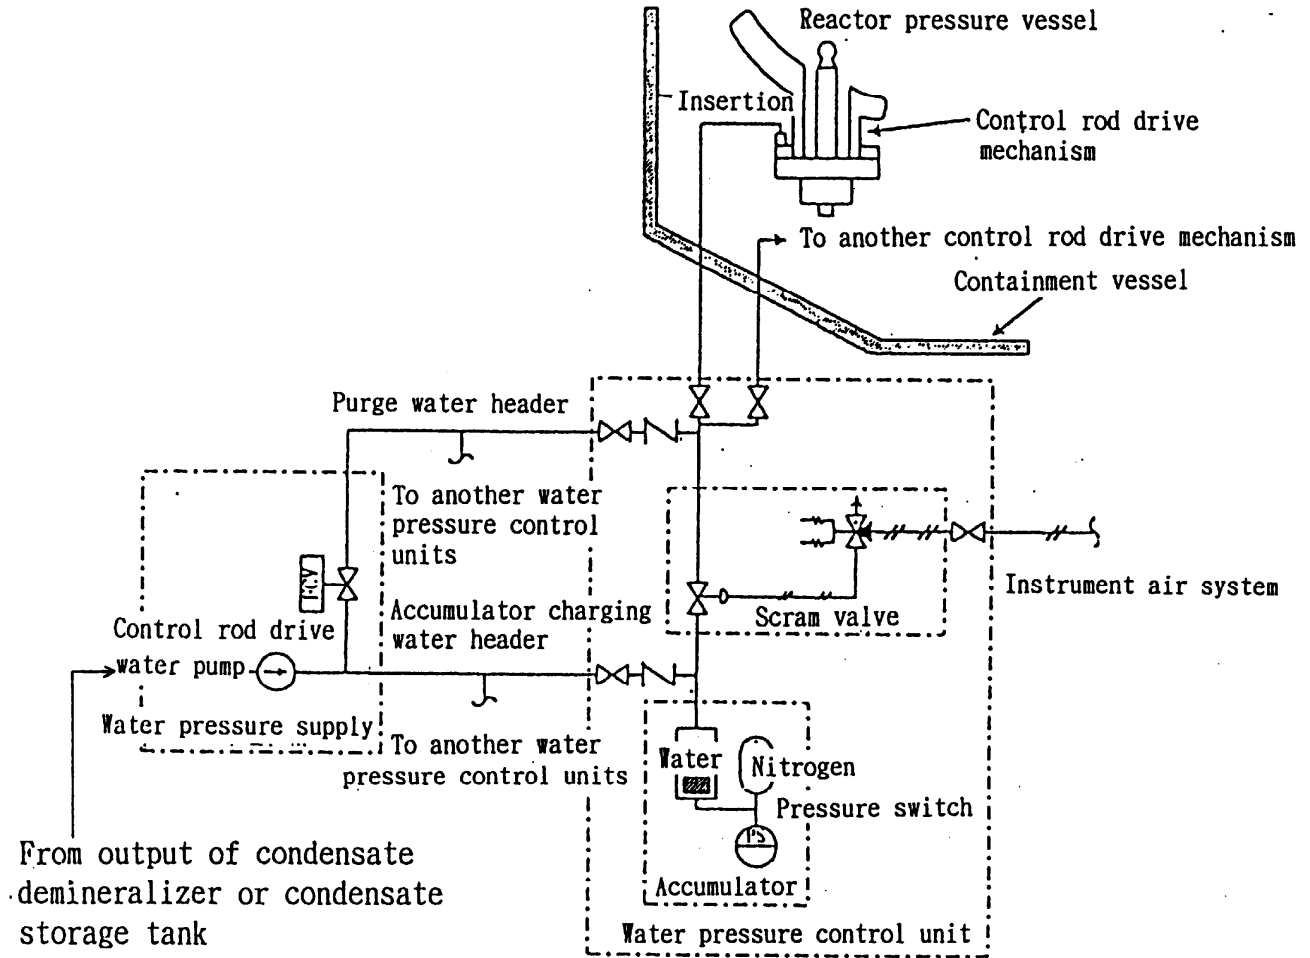 Reactor pressure vessel
Insertion
Control rod drive
mechanism
To another control rod drive mechanism
Containment vessel
Purge water header
To another water
pressure control
units
FCV
Instrument air system
Accumulator charging
water header
Scram valve
Control rod drive
water pump
Water pressure supply
To another water
pressure control units
Water
Nitrogen
Pressure switch
PS
Accumulator
From output of condensate
demineralizer or condensate
storage tank
Water pressure control unit